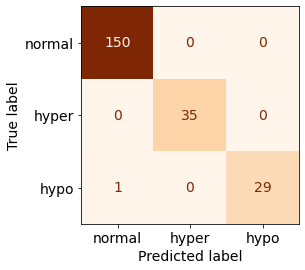 True label
normal 150 0 0
hyper 0 35 0
hypo 1 0 29
normal hyper hypo
Predicted label